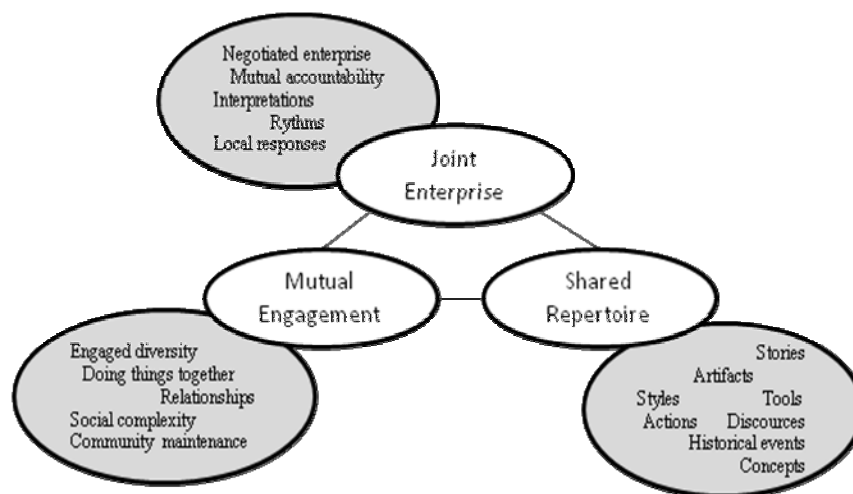 Negotiated enterprise
Mutual accountability
Interpretations
Rythms
Local responses
Joint
Enterprise
Mutual
Engagement
Shared
Repertoire
Engaged diversity
Doing things together
Relationships
Social complexity
Community maintenance
Stories
Artifacts
Styles Tools
Actions Discources
Historical events
Concepts